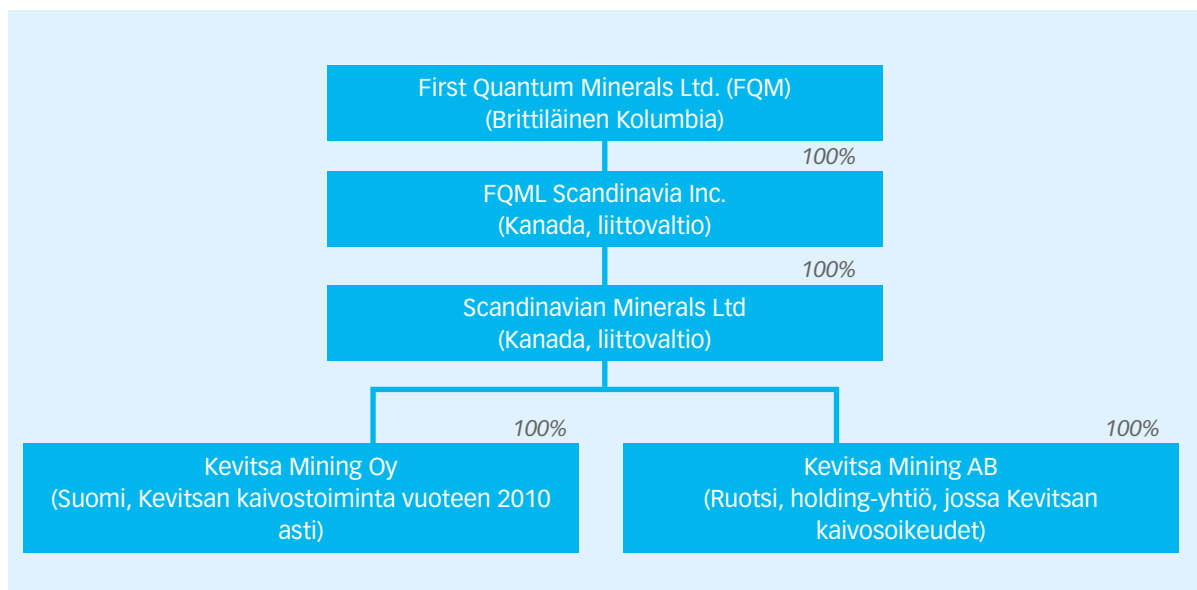 First Quantum Minerals Ltd. (FQM)
(Brittiläinen Kolumbia)
100%
FQML Scandinavia Inc.
(Kanada, liittovaltio)
100%
Scandinavian Minerals Ltd
(Kanada, liittovaltio)
100%
Kevitsa Mining Oy
(Suomi, Kevitsan kaivostoiminta vuoteen 2010
asti)
100%
Kevitsa Mining AB
(Ruotsi, holding-yhtiö, jossa Kevitsan
kaivosoikeudet)